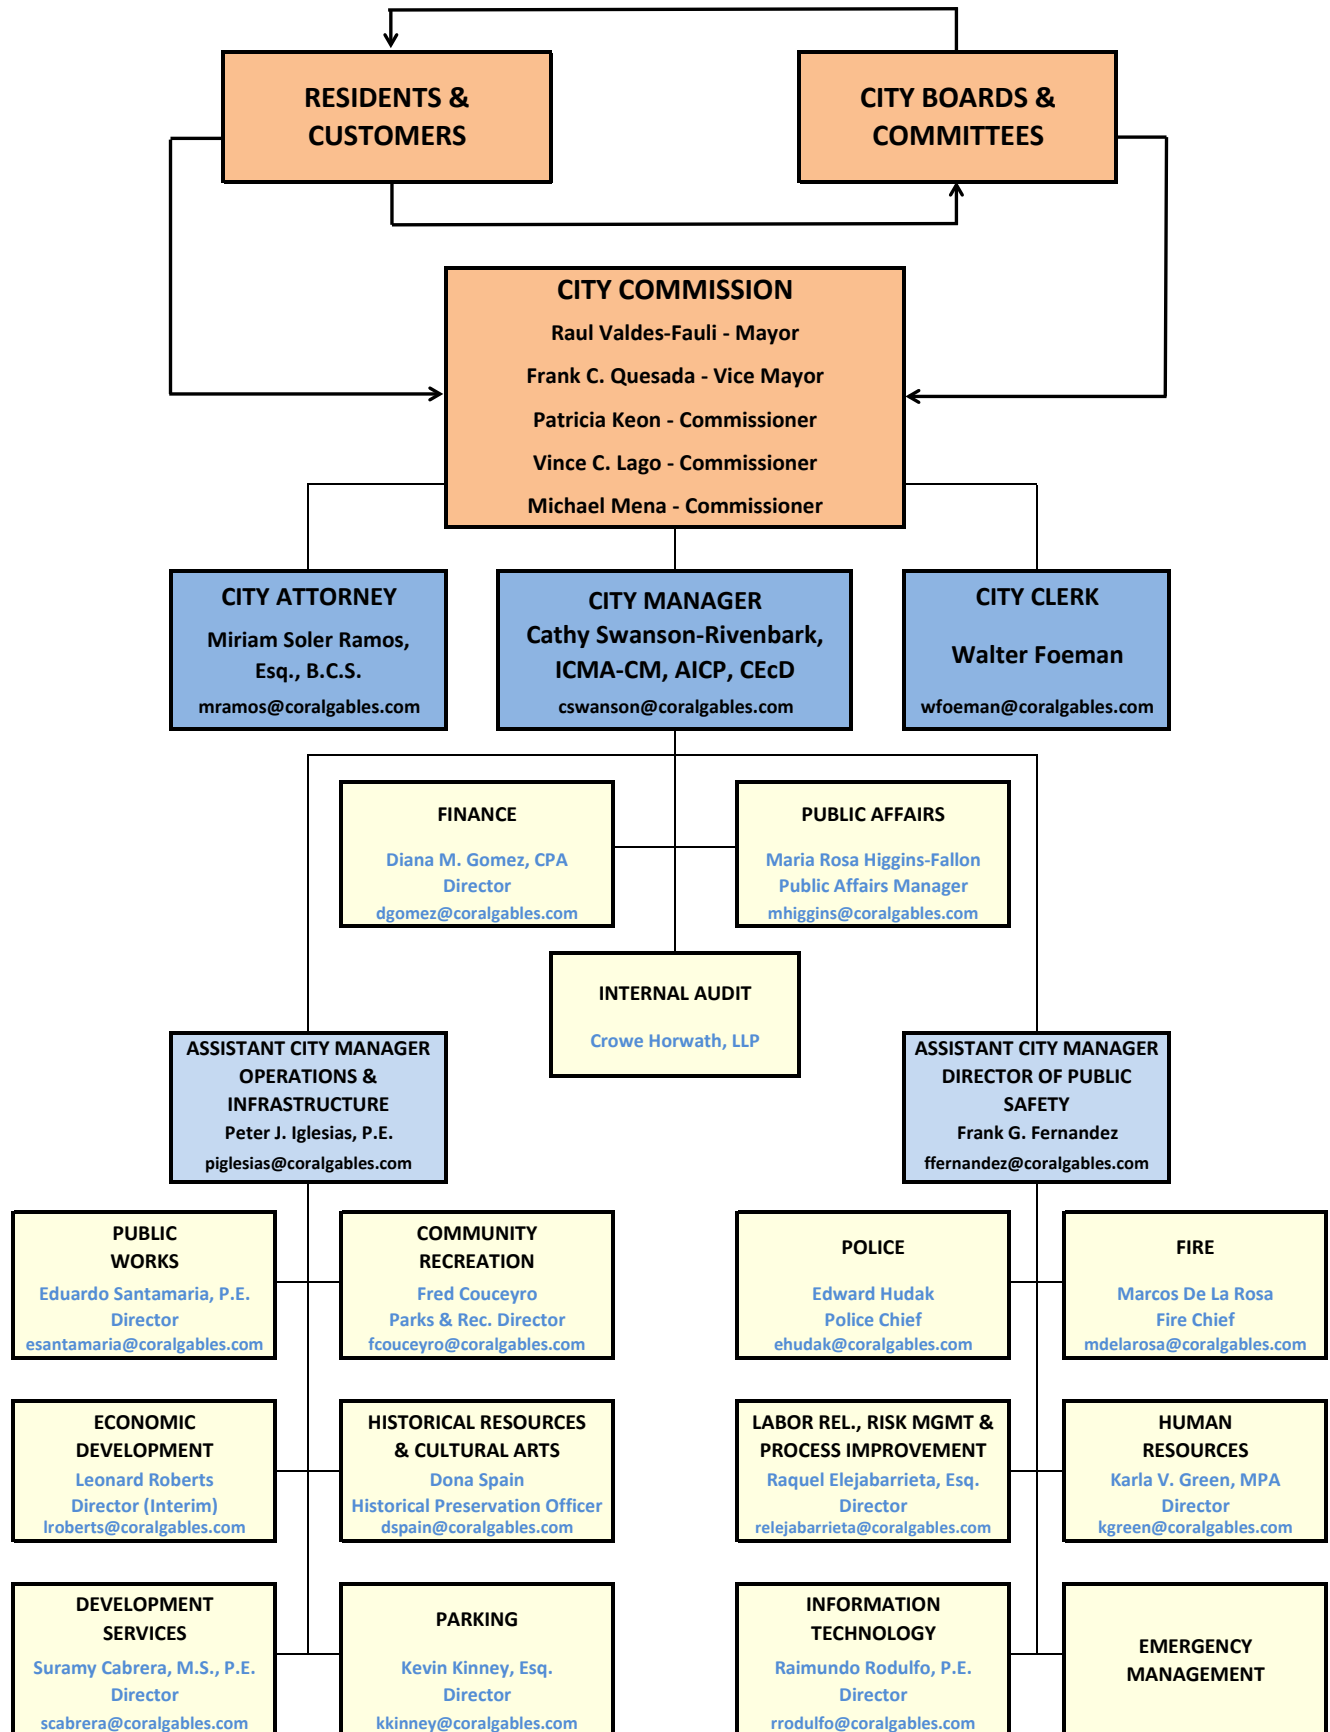 RESIDENTS &
CUSTOMERS
CITY BOARDS &
COMMITTEES
CITY COMMISSION
Raul Valdes-Fauli - Mayor
Frank C. Quesada - Vice Mayor
Patricia Keon - Commissioner
Vince C. Lago - Commissioner
Michael Mena - Commissioner
CITY ATTORNEY
Miriam Soler Ramos,
Esq., B.C.S.
mramos@coralgables.com
CITY MANAGER
Cathy Swanson-Rivenbark,
ICMA-CM, AICP, CEcD
cswanson@coralgables.com
CITY CLERK
Walter Foeman
wfoeman@coralgables.com
FINANCE
Diana M. Gomez, CPA
Director
dgomez@coralgables.com
PUBLIC AFFAIRS
Maria Rosa Higgins-Fallon
Public Affairs Manager
mhiggins@coralgables.com
INTERNAL AUDIT
Crowe Horwath, LLP
ASSISTANT CITY MANAGER
OPERATIONS &
INFRASTRUCTURE
Peter J. Iglesias, P.E.
piglesias@coralgables.com
ASSISTANT CITY MANAGER
DIRECTOR OF PUBLIC
SAFETY
Frank G. Fernandez
ffernandez@coralgables.com
PUBLIC
WORKS
Eduardo Santamaria, P.E.
Director
esantamaria@coralgables.com
COMMUNITY
RECREATION
Fred Couceyro
Parks & Rec. Director
fcouceyro@coralgables.com
POLICE
Edward Hudak
Police Chief
ehudak@coralgables.com
FIRE
Marcos De La Rosa
Fire Chief
mdelarosa@coralgables.com
ECONOMIC
DEVELOPMENT
Leonard Roberts
Director (Interim)
lroberts@coralgables.com
HISTORICAL RESOURCES
& CULTURAL ARTS
Dona Spain
Historical Preservation Officer
dspain@coralgables.com
LABOR REL., RISK MGMT &
PROCESS IMPROVEMENT
Raquel Elejabarrieta, Esq.
Director
relejabarrieta@coralgables.com
HUMAN
RESOURCES
Karla V. Green, MPA
Director
kgreen@coralgables.com
DEVELOPMENT
SERVICES
Suramy Cabrera, M.S., P.E.
Director
scabrera@coralgables.com
PARKING
Kevin Kinney, Esq.
Director
kkinney@coralgables.com
INFORMATION
TECHNOLOGY
Raimundo Rodulfo, P.E.
Director
rrodulfo@coralgables.com
EMERGENCY
MANAGEMENT